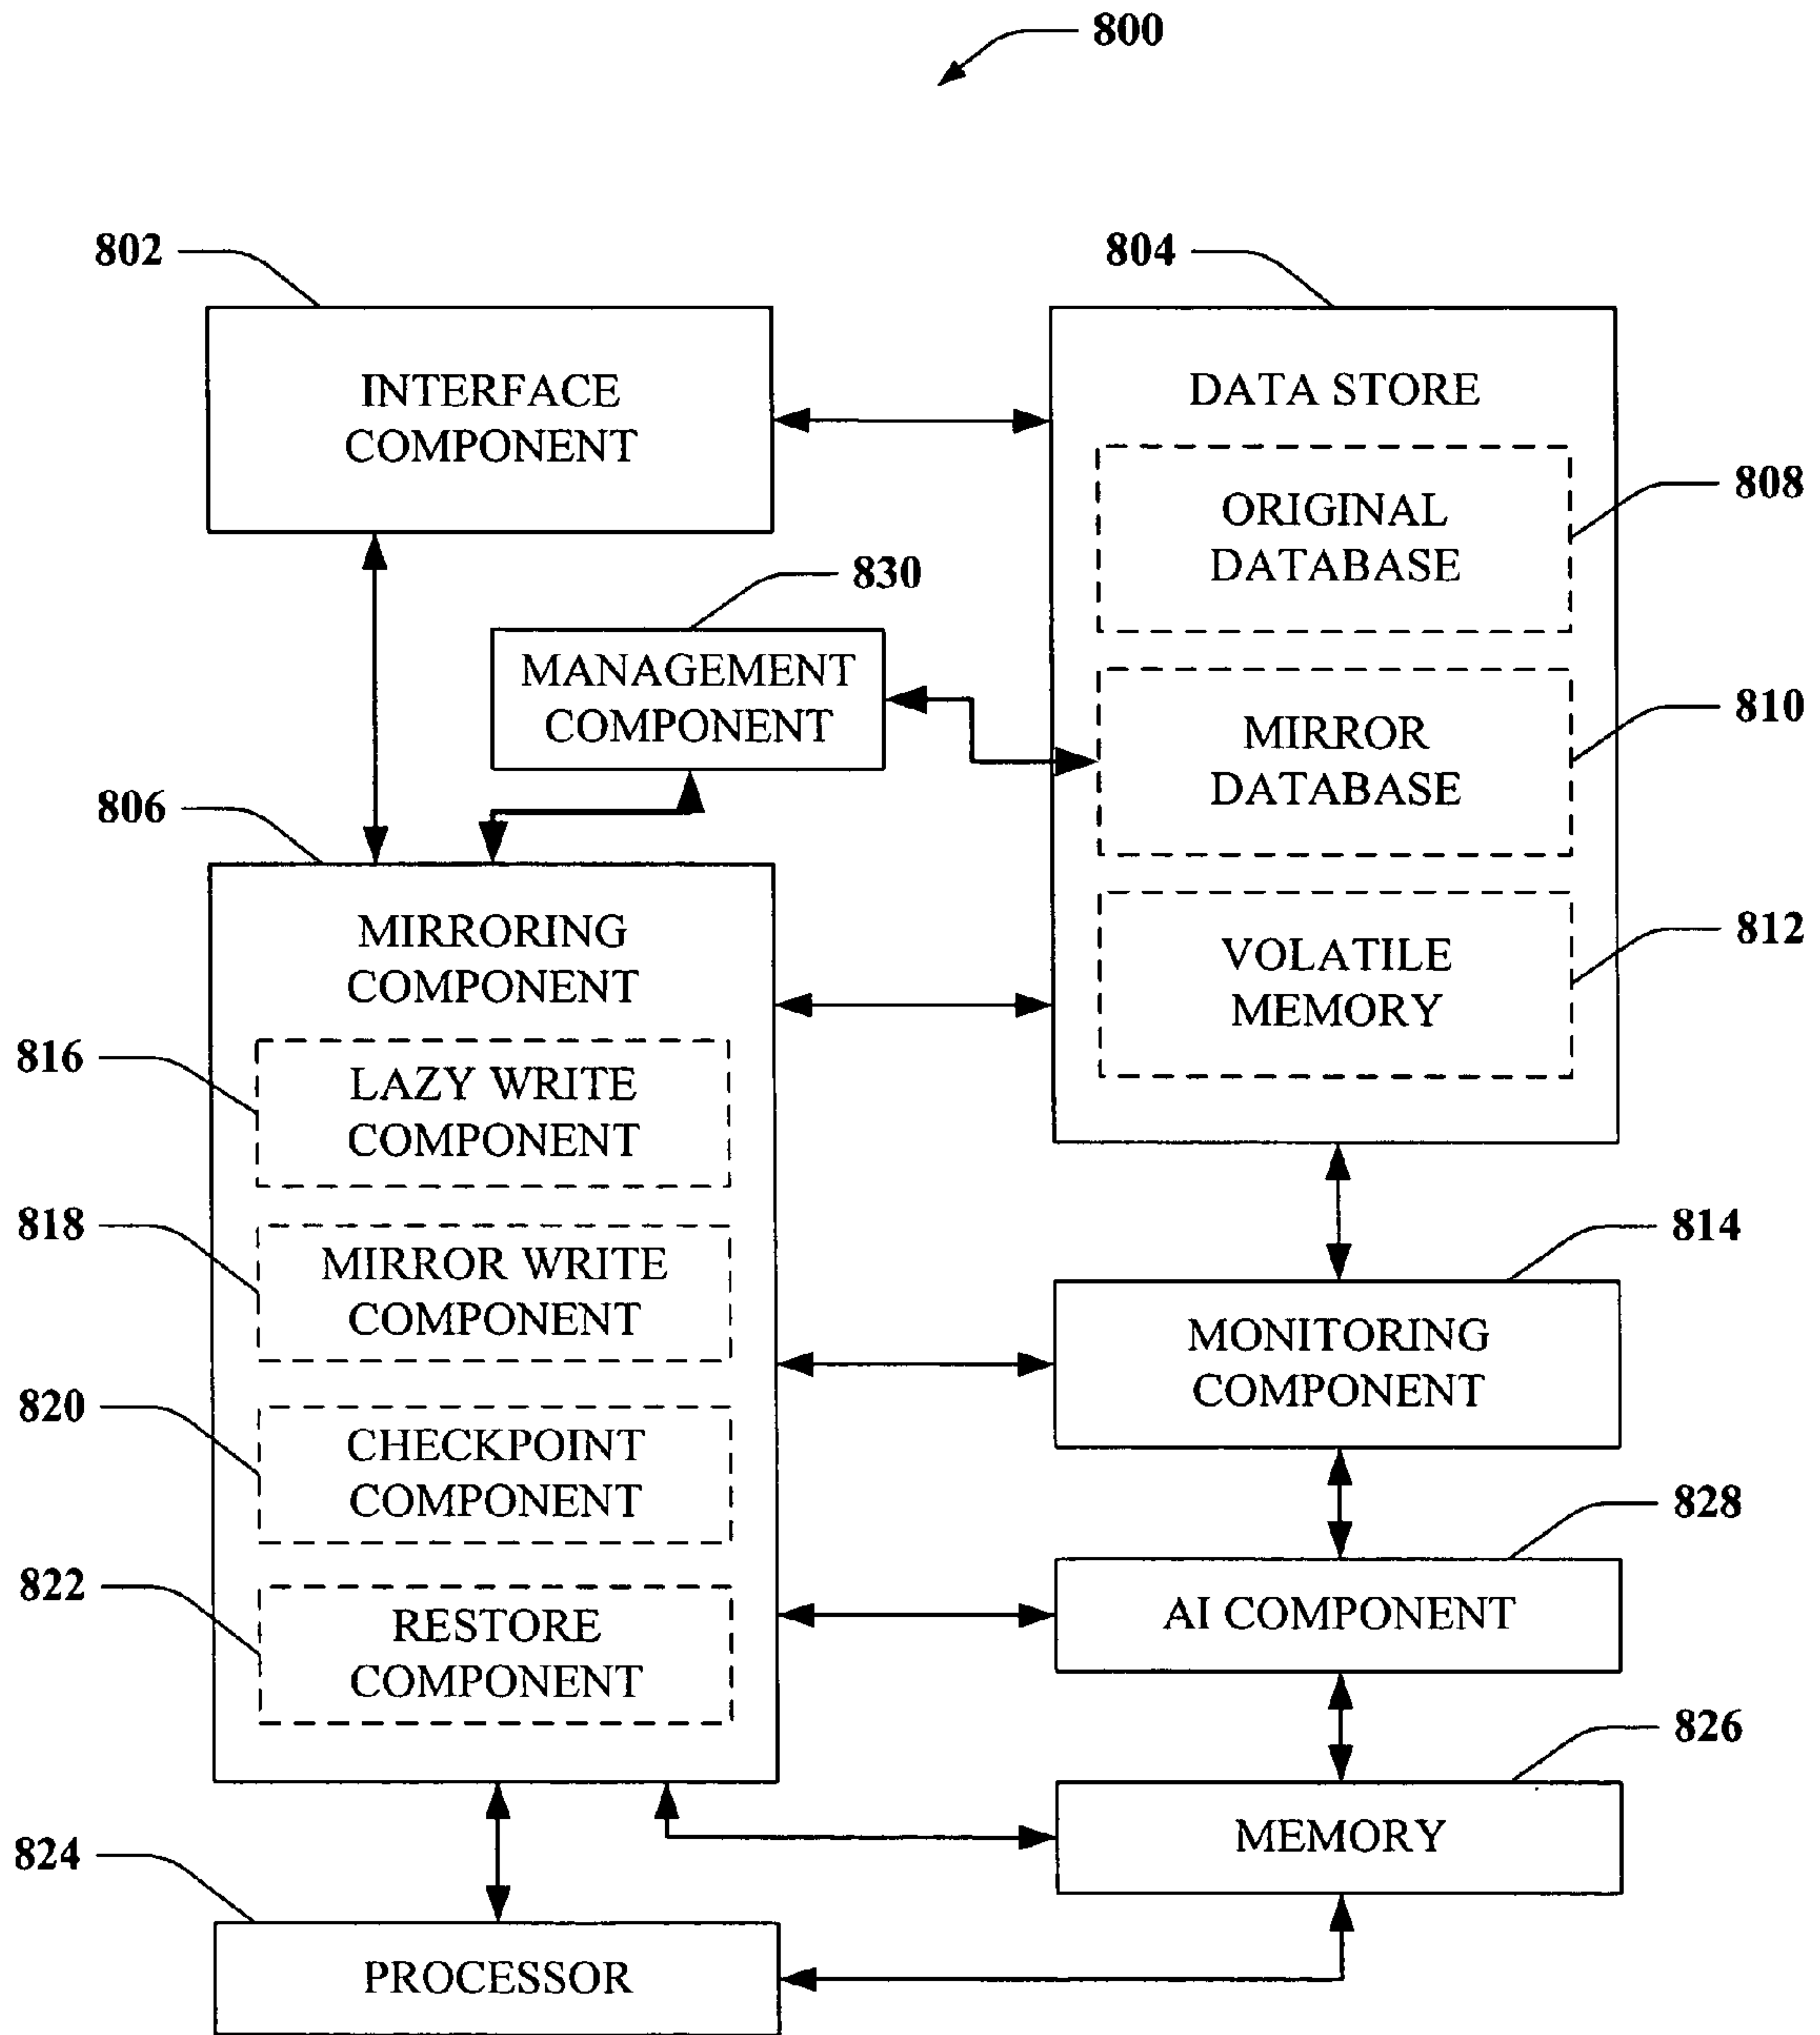 800
802
804
INTERFACE
COMPONENT
DATA STORE
ORIGINAL
DATABASE
808
830
MANAGEMENT
COMPONENT
MIRROR
DATABASE
810
806
MIRRORING
COMPONENT
VOLATILE
MEMORY
812
816
LAZY WRITE
COMPONENT
818
MIRROR WRITE
COMPONENT
814
MONITORING
COMPONENT
820
CHECKPOINT
COMPONENT
828
AI COMPONENT
822
RESTORE
COMPONENT
826
MEMORY
824
PROCESSOR